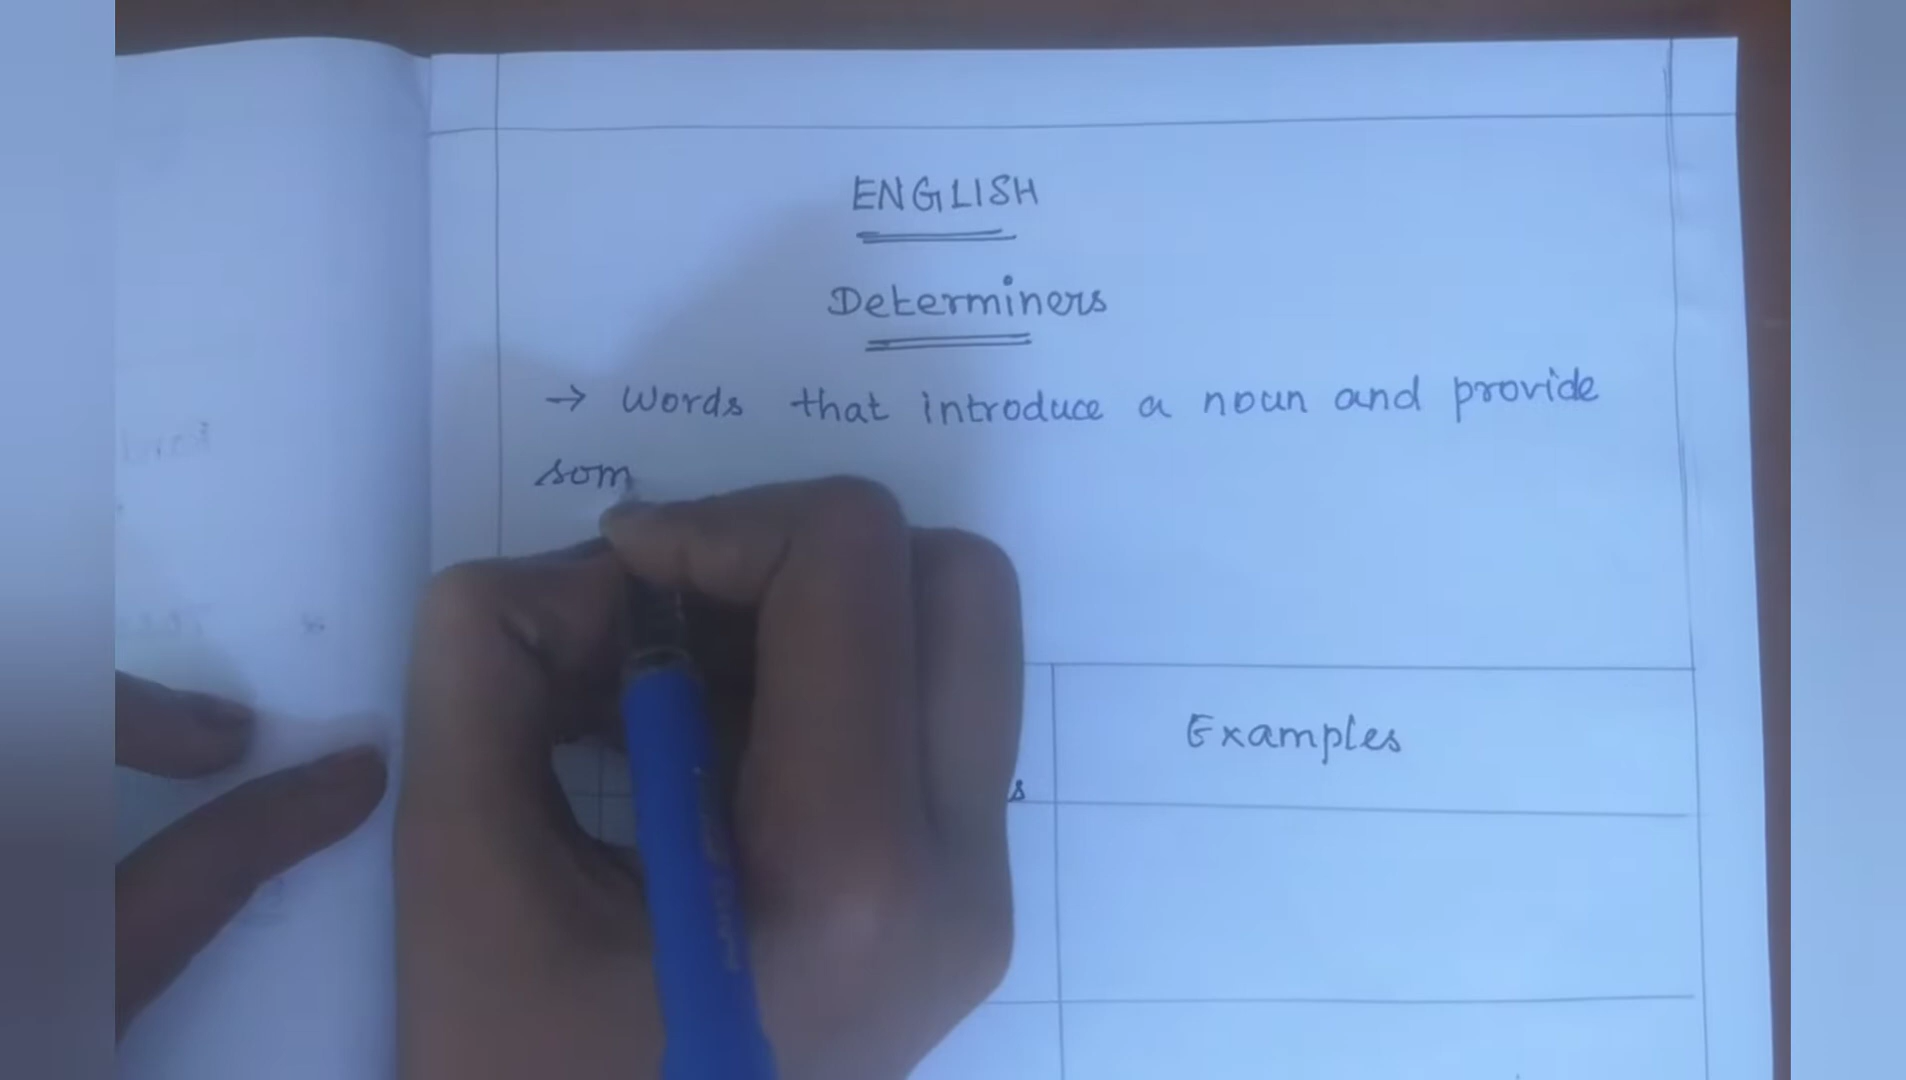 ENGLISH
Determiners
→ Words that introduce a noun and provide
som
Examples
s